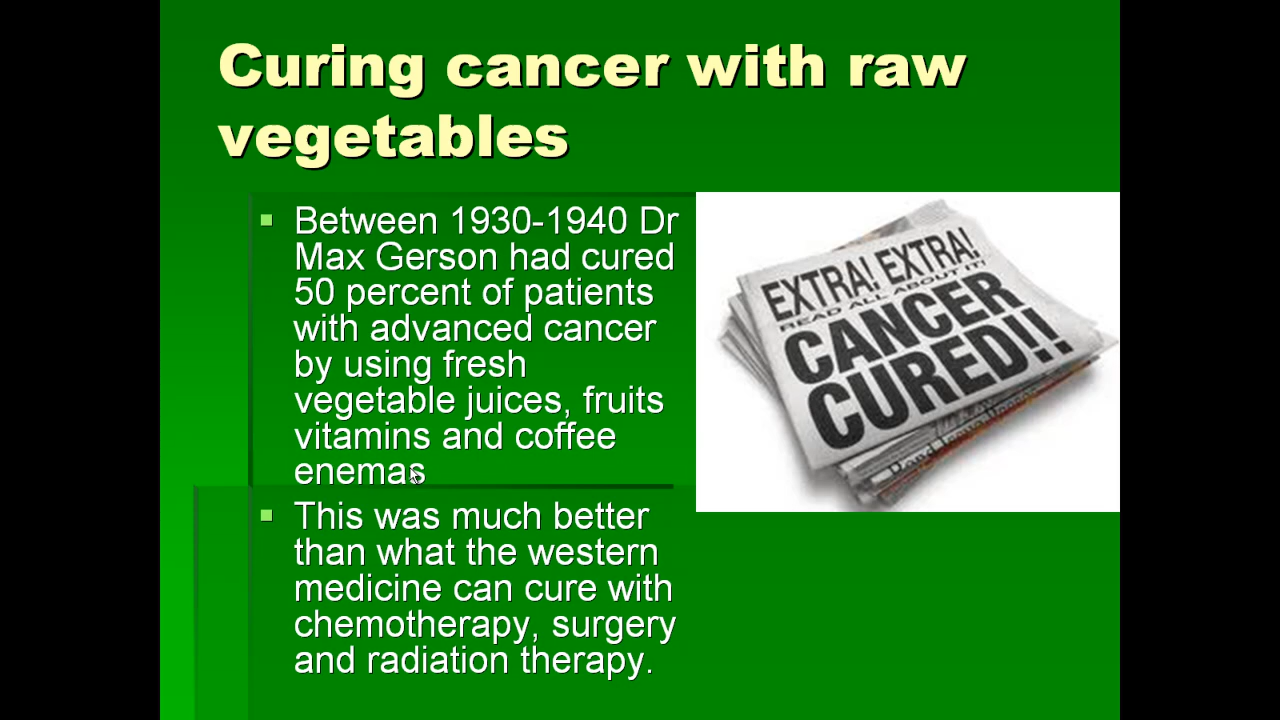 Curing cancer with raw
vegetables
Between 1930-1940 Dr
Max Gerson had cured
50 percent of patients
with advanced cancer
by using fresh
vegetable juices, fruits
vitamins and coffee
enemas
This was much better
than what the western
medicine can cure with
chemotherapy, surgery
and radiation therapy.
EXTRA! EXTRA!
READ ALL ABOUT IT!
CANCER
CURED!!